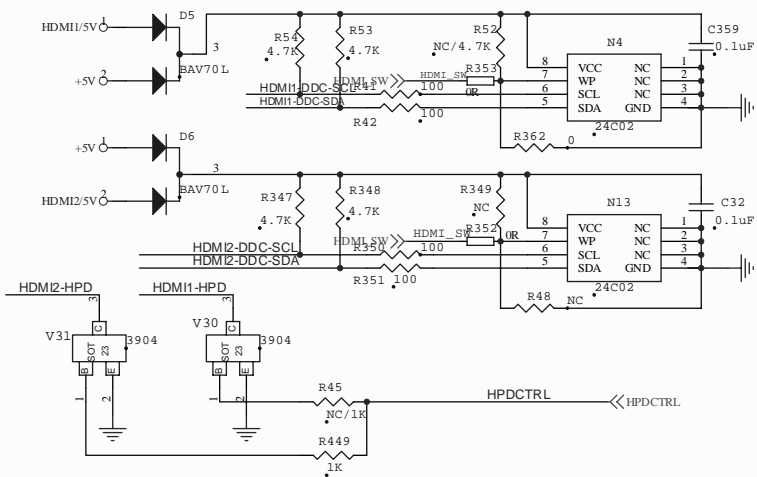 D5
HDMI1/5V 1
3
+5V 2
BAV70L
R54
4.7K
R53
4.7K
R52
NC/4.7K
N4
C359
0.1uF
HDMI_SW
HDMI_SW
R353
0R
HDMI1-DDC-SCL
R41
100
HDMI1-DDC-SDA
R42
100
8 VCC NC 1
7 WP NC 2
6 SCL NC 3
5 SDA GND 4
24C02
R362
0
D6
+5V 1
3
HDMI2/5V 2
BAV70L
R347
4.7K
R348
4.7K
R349
NC
N13
C32
0.1uF
HDMI_SW
HDMI_SW
R352
0R
HDMI2-DDC-SCL
R350
100
HDMI2-DDC-SDA
R351
100
8 VCC NC 1
7 WP NC 2
6 SCL NC 3
5 SDA GND 4
24C02
R48
NC
HDMI2-HPD
3
HDMI1-HPD
3
V31
C
SOT
23
B
E
3904
1
2
V30
C
SOT
23
B
E
3904
1
2
R45
NC/1K
HPDCTRL
HPDCTRL
R449
1K